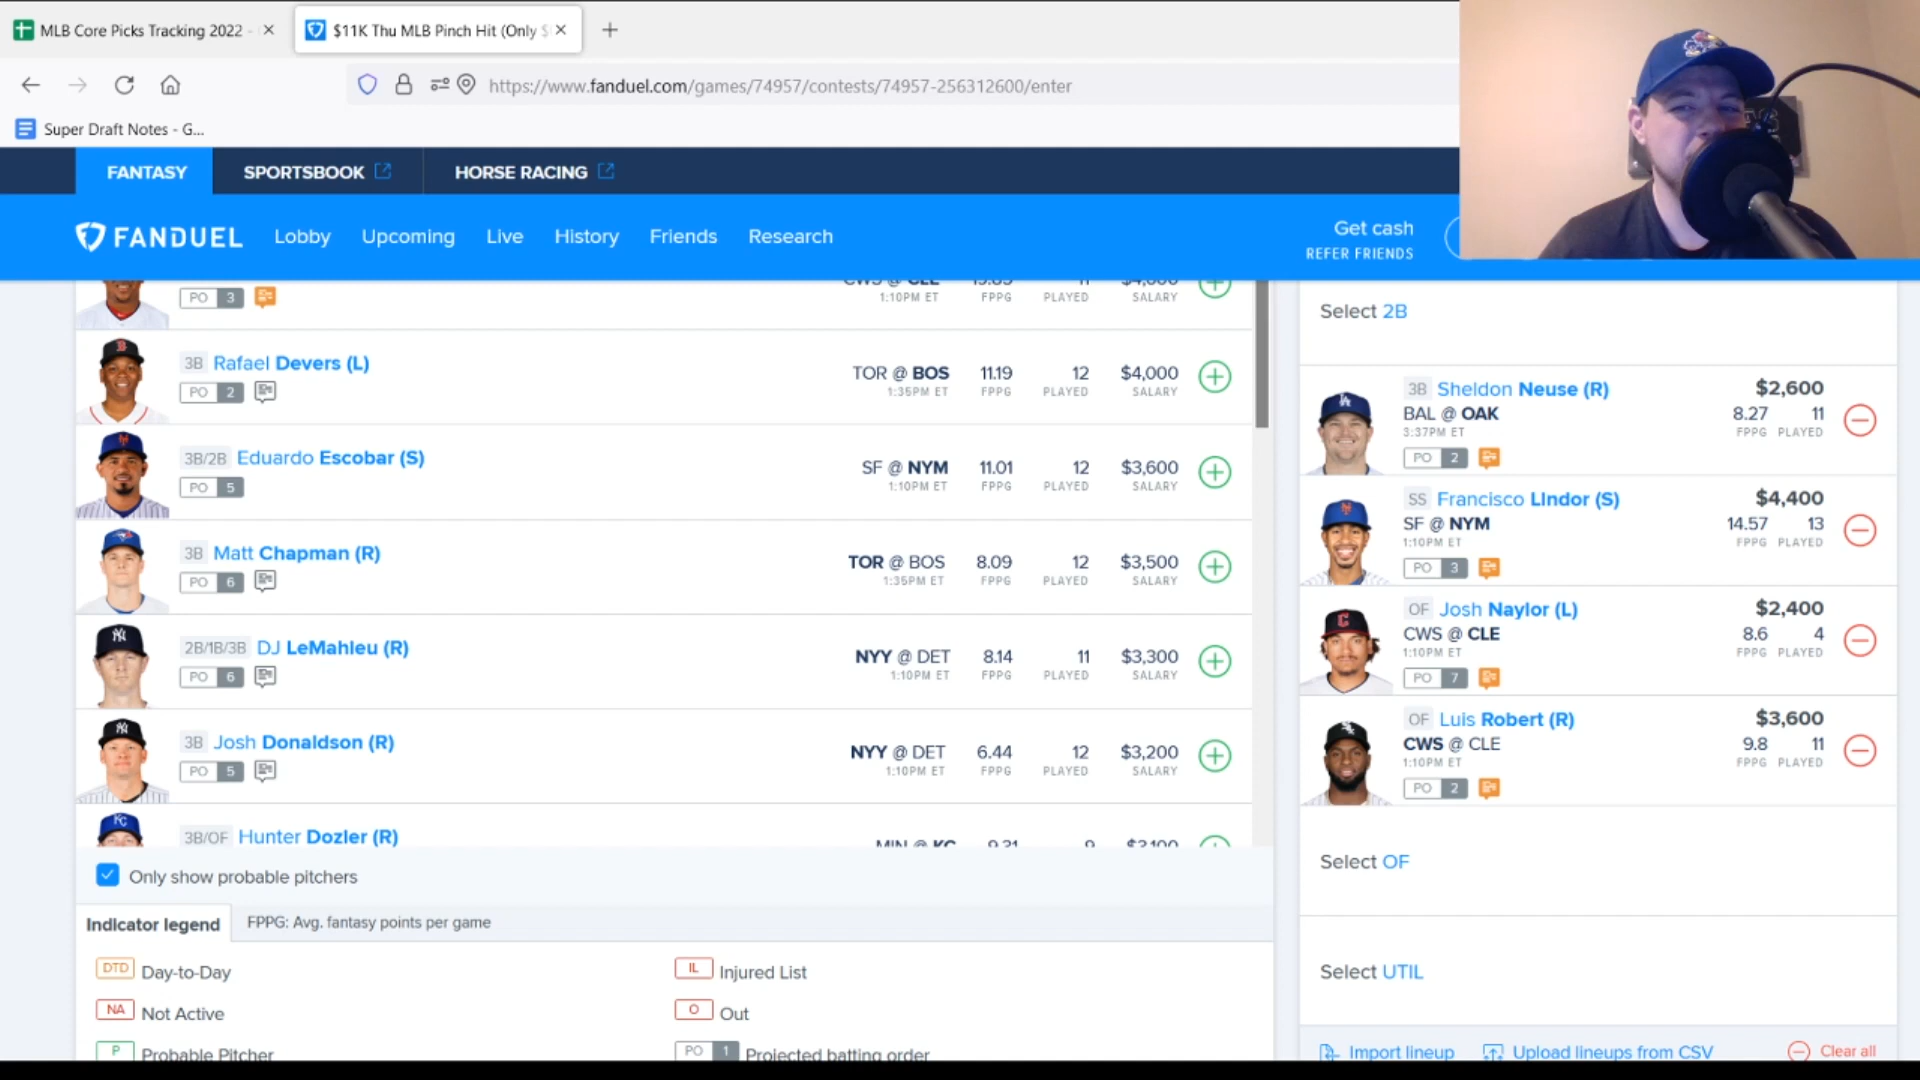 MLB Core Picks Tracking 2022 -
$11K Thu MLB Pinch Hit (Only $
https://www.fanduel.com/games/74957/contests/74957-256312600/enter
Super Draft Notes - G...
FANTASY
SPORTSBOOK
HORSE RACING
FANDUEL
Lobby
Upcoming
Live
History
Friends
Research
Get cash
REFER FRIENDS
PO 3
CWS @ CLE
1:10PM ET
FPPG
PLAYED
SALARY
3B Rafael Devers (L)
PO 2
TOR @ BOS 11.19 12 $4,000
1:35PM ET FPPG PLAYED SALARY
3B/2B Eduardo Escobar (S)
PO 5
SF @ NYM 11.01 12 $3,600
1:10PM ET FPPG PLAYED SALARY
3B Matt Chapman (R)
PO 6
TOR @ BOS 8.09 12 $3,500
1:35PM ET FPPG PLAYED SALARY
2B/1B/3B DJ LeMahieu (R)
PO 6
NYY @ DET 8.14 11 $3,300
1:10PM ET FPPG PLAYED SALARY
3B Josh Donaldson (R)
PO 5
NYY @ DET 6.44 12 $3,200
1:10PM ET FPPG PLAYED SALARY
3B/OF Hunter Dozier (R)
MIN @ KC 9.31 9 $3,100
Only show probable pitchers
Indicator legend
FPPG: Avg. fantasy points per game
DTD Day-to-Day
IL Injured List
NA Not Active
O Out
P Probable Pitcher
PO 1 Projected batting order
Select 2B
3B Sheldon Neuse (R) $2,600
BAL @ OAK 8.27 11
3:37PM ET FPPG PLAYED
PO 2
SS Francisco Lindor (S) $4,400
SF @ NYM 14.57 13
1:10PM ET FPPG PLAYED
PO 3
OF Josh Naylor (L) $2,400
CWS @ CLE 8.6 4
1:10PM ET FPPG PLAYED
PO 7
OF Luis Robert (R) $3,600
CWS @ CLE 9.8 11
1:10PM ET FPPG PLAYED
PO 2
Select OF
Select UTIL
Import lineup
Upload lineups from CSV
Clear all